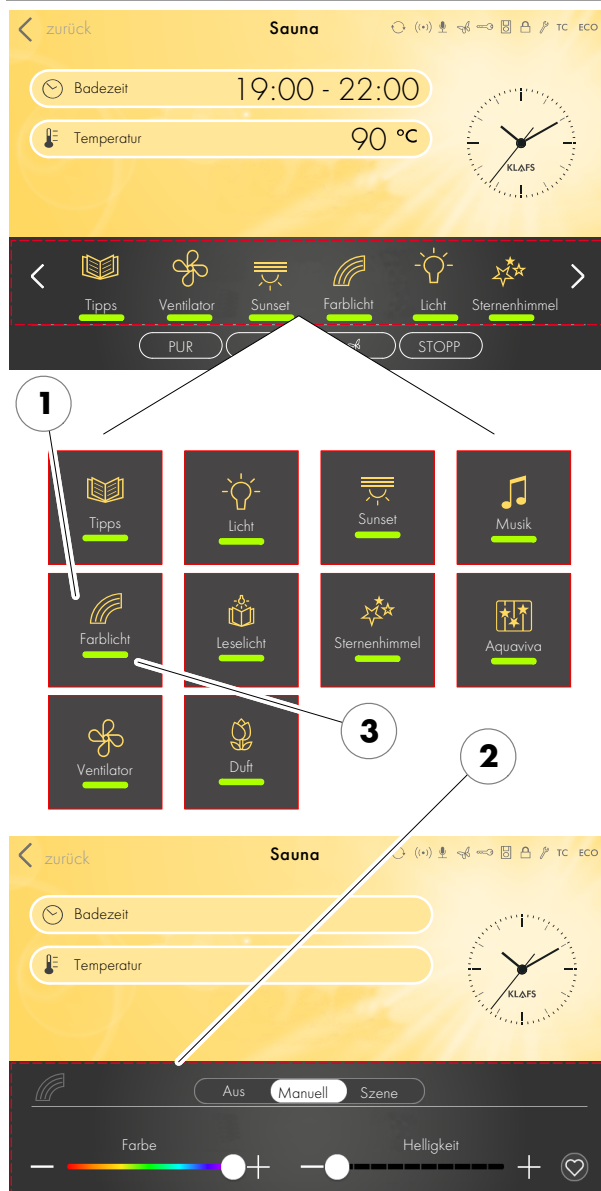 zurück Sauna TC ECO
Badezeit 19:00 - 22:00
Temperatur 90 °C
KLAFS
Tipps Ventilator Sunset Farblicht Licht Sternenhimmel
PUR STOPP
1
Tipps Licht Sunset Musik
Farblicht Leselicht Sternenhimmel Aquaviva
3
2
Ventilator Duft
zurück Sauna TC ECO
Badezeit
Temperatur
KLAFS
Aus Manuell Szene
Farbe Helligkeit